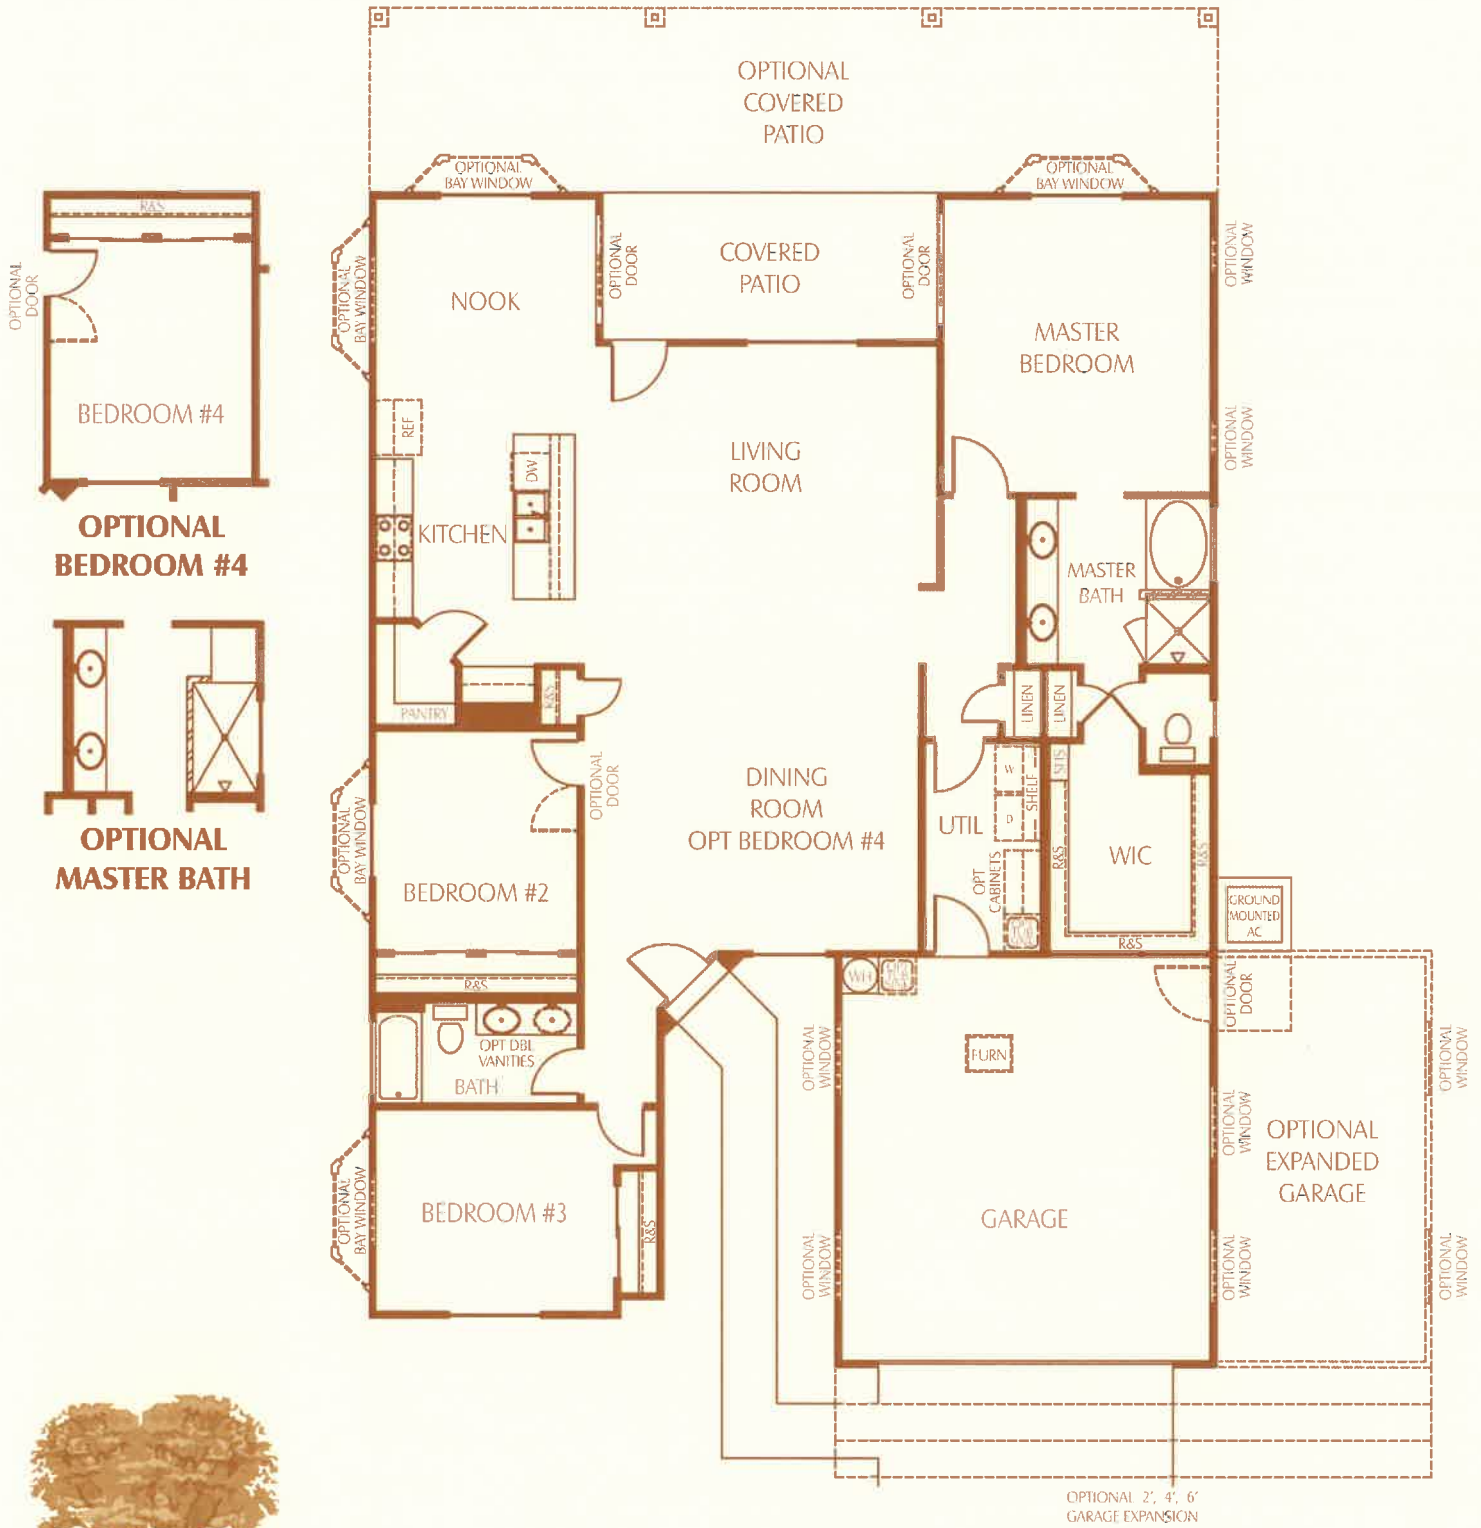 OPTIONAL
COVERED
PATIO
OPTIONAL
BAY WINDOW
OPTIONAL
BAY WINDOW
R&S
OPTIONAL
DOOR
BEDROOM #4
OPTIONAL
BEDROOM #4
OPTIONAL
MASTER BATH
OPTIONAL
BAY WINDOW
NOOK
OPTIONAL
DOOR
COVERED
PATIO
OPTIONAL
DOOR
OPTIONAL
WINDOW
MASTER
BEDROOM
OPTIONAL
WINDOW
REF
DW
KITCHEN
LIVING
ROOM
MASTER
BATH
PANTRY
R&S
LINEN
LINEN
OPTIONAL
DOOR
OPTIONAL
BAY WINDOW
BEDROOM #2
R&S
DINING
ROOM
OPT BEDROOM #4
W
D
SHELF
UTIL
OPT
CABINETS
SHS
WIC
R&S
R&S
R&S
GROUND
MOUNTED
AC
OPT DBL
VANITIES
BATH
WH
FURN
OPTIONAL
DOOR
OPTIONAL
WINDOW
OPTIONAL
WINDOW
OPTIONAL
WINDOW
OPTIONAL
EXPANDED
GARAGE
OPTIONAL
BAY WINDOW
BEDROOM #3
R&S
GARAGE
OPTIONAL
WINDOW
OPTIONAL
WINDOW
OPTIONAL
WINDOW
OPTIONAL 2', 4', 6'
GARAGE EXPANSION